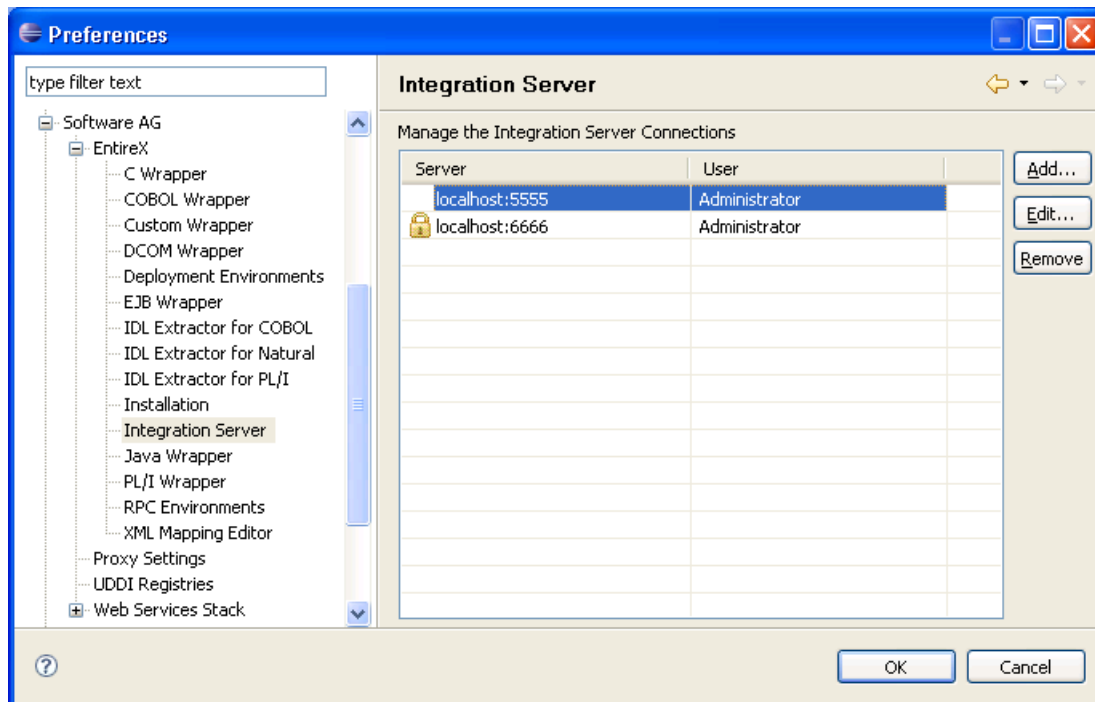 Preferences
type filter text
Software AG
EntireX
C Wrapper
COBOL Wrapper
Custom Wrapper
DCOM Wrapper
Deployment Environments
EJB Wrapper
IDL Extractor for COBOL
IDL Extractor for Natural
IDL Extractor for PL/I
Installation
Integration Server
Java Wrapper
PL/I Wrapper
RPC Environments
XML Mapping Editor
Proxy Settings
UDDI Registries
Web Services Stack
Integration Server
Manage the Integration Server Connections
Server User
localhost:5555 Administrator
localhost:6666 Administrator
Add...
Edit...
Remove
OK Cancel